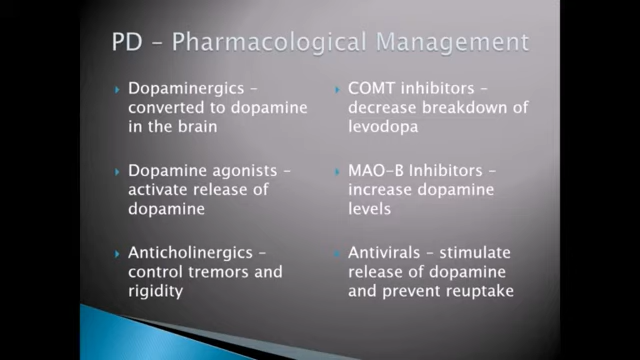 PD – Pharmacological Management
Dopaminergics –
converted to dopamine
in the brain
Dopamine agonists –
activate release of
dopamine
Anticholinergics –
control tremors and
rigidity
COMT inhibitors –
decrease breakdown of
levodopa
MAO-B Inhibitors –
increase dopamine
levels
Antivirals – stimulate
release of dopamine
and prevent reuptake